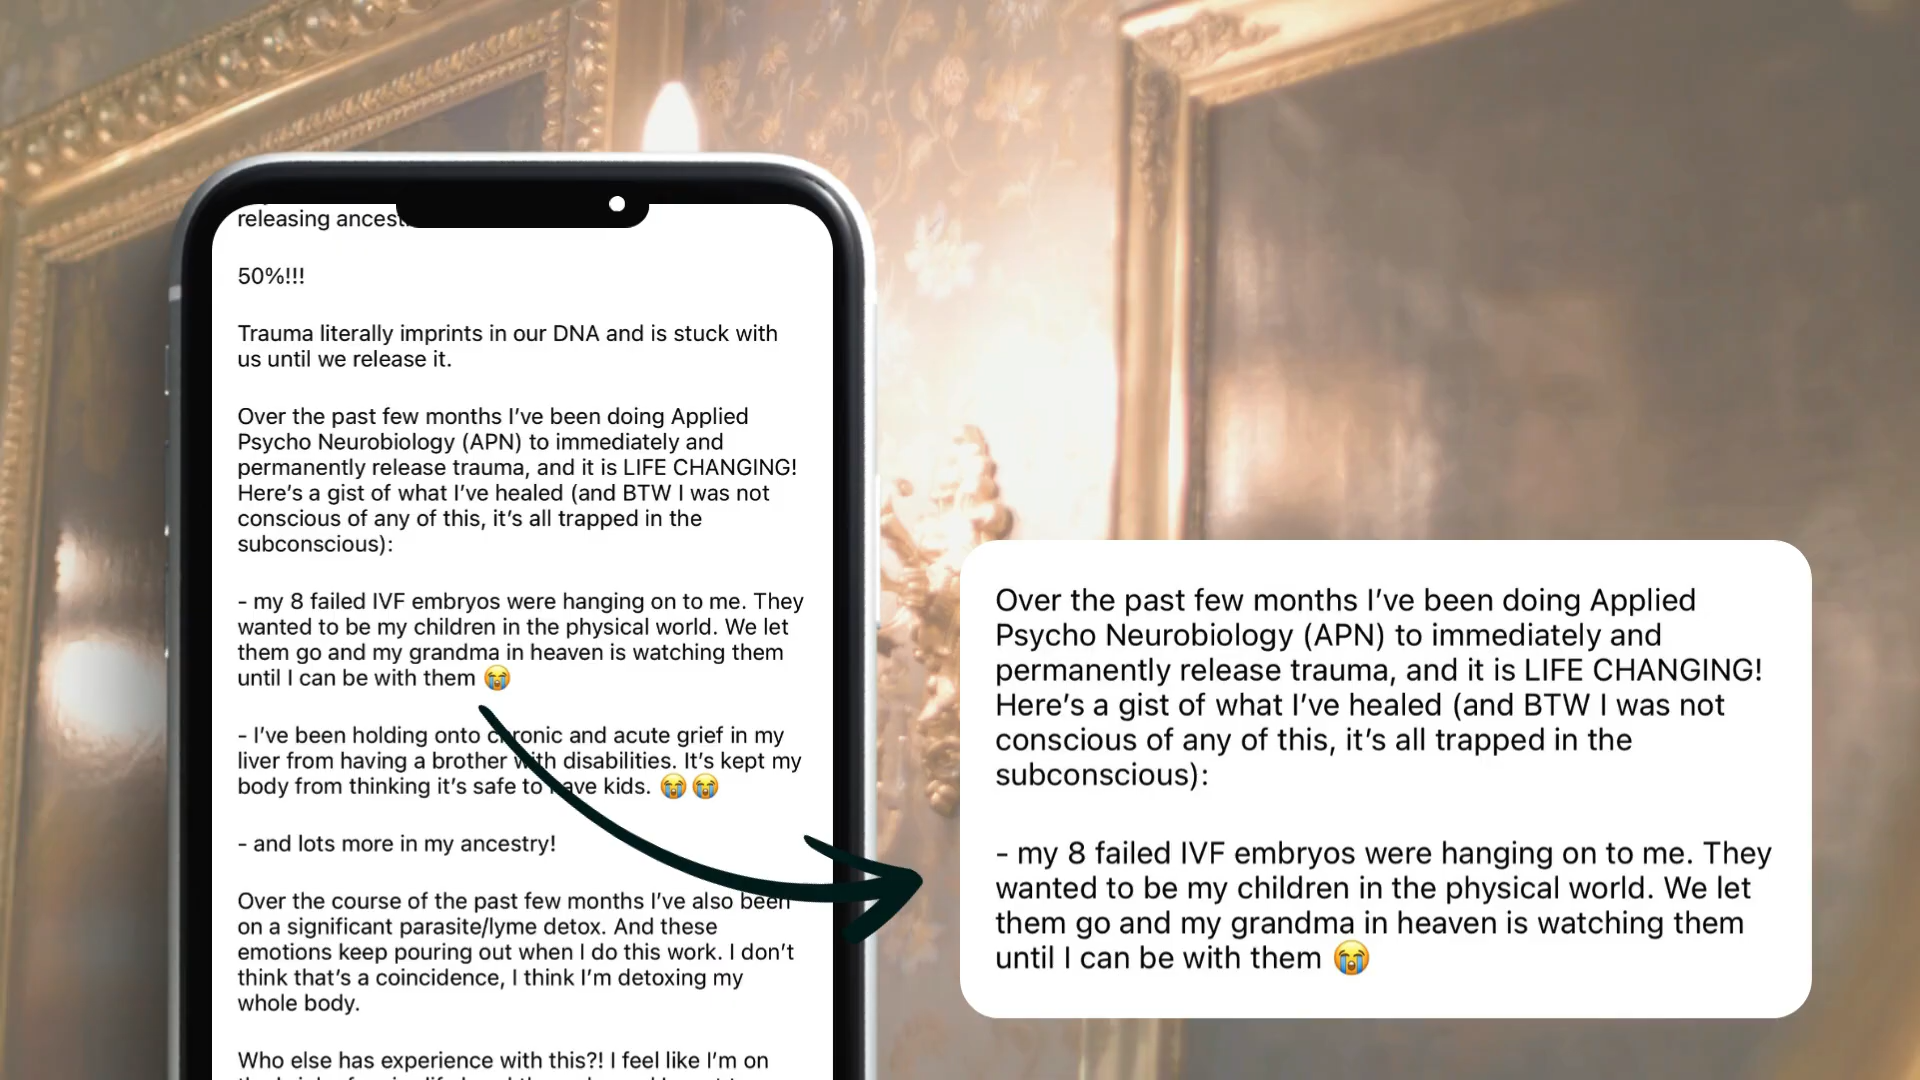 releasing
50%!!!
Trauma literally imprints in our DNA and is stuck with
us until we release it.
Over the past few months I’ve been doing Applied
Psycho Neurobiology (APN) to immediately and
permanently release trauma, and it is LIFE CHANGING!
Here’s a gist of what I’ve healed (and BTW I was not
conscious of any of this, it’s all trapped in the
subconscious):
- my 8 failed IVF embryos were hanging on to me. They
wanted to be my children in the physical world. We let
them go and my grandma in heaven is watching them
until I can be with them 😭
- I’ve been holding onto chronic and acute grief in my
liver from having a brother with disabilities. It’s kept my
body from thinking it’s safe to have kids. 😭😭
- and lots more in my ancestry!
Over the course of the past few months I’ve also been
on a significant parasite/lyme detox. And these
emotions keep pouring out when I do this work. I don’t
think that’s a coincidence, I think I’m detoxing my
whole body.
Who else has experience with this?! I feel like I’m on
Over the past few months I’ve been doing Applied
Psycho Neurobiology (APN) to immediately and
permanently release trauma, and it is LIFE CHANGING!
Here’s a gist of what I’ve healed (and BTW I was not
conscious of any of this, it’s all trapped in the
subconscious):
- my 8 failed IVF embryos were hanging on to me. They
wanted to be my children in the physical world. We let
them go and my grandma in heaven is watching them
until I can be with them 😭